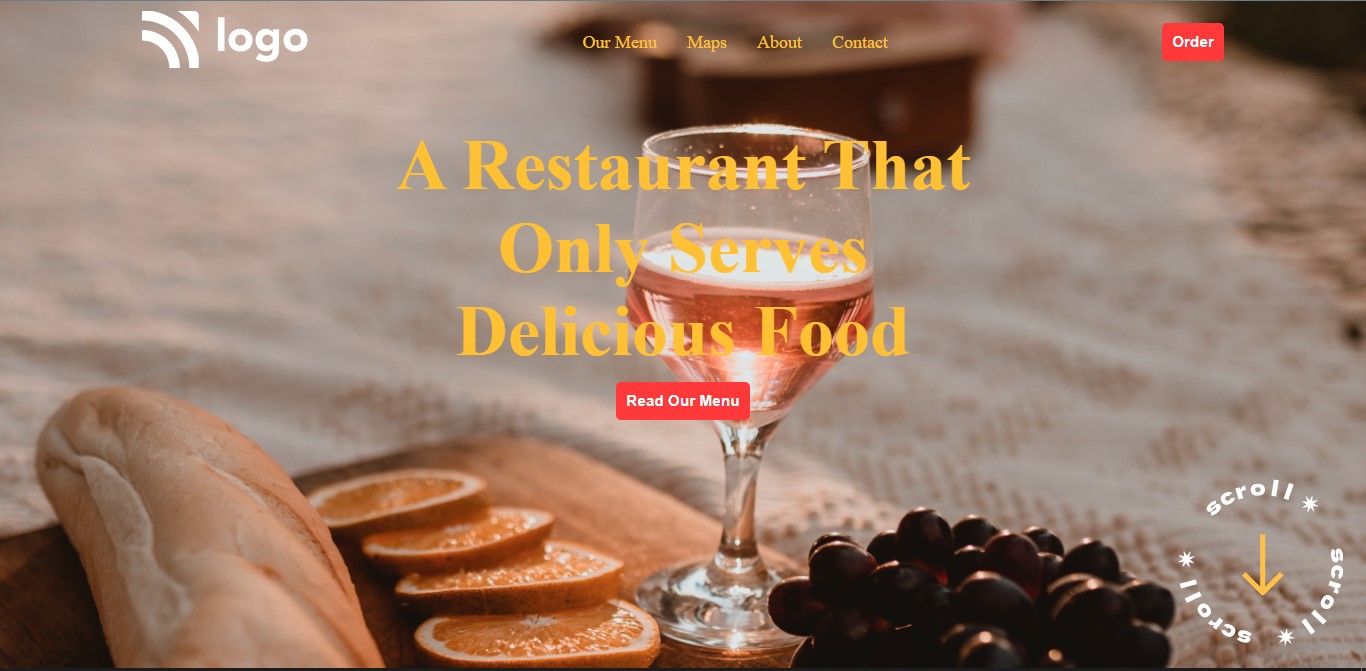 logo
Our Menu Maps About Contact
Order
A Restaurant That
Only Serves
Delicious Food
Read Our Menu
scroll
scroll
scroll